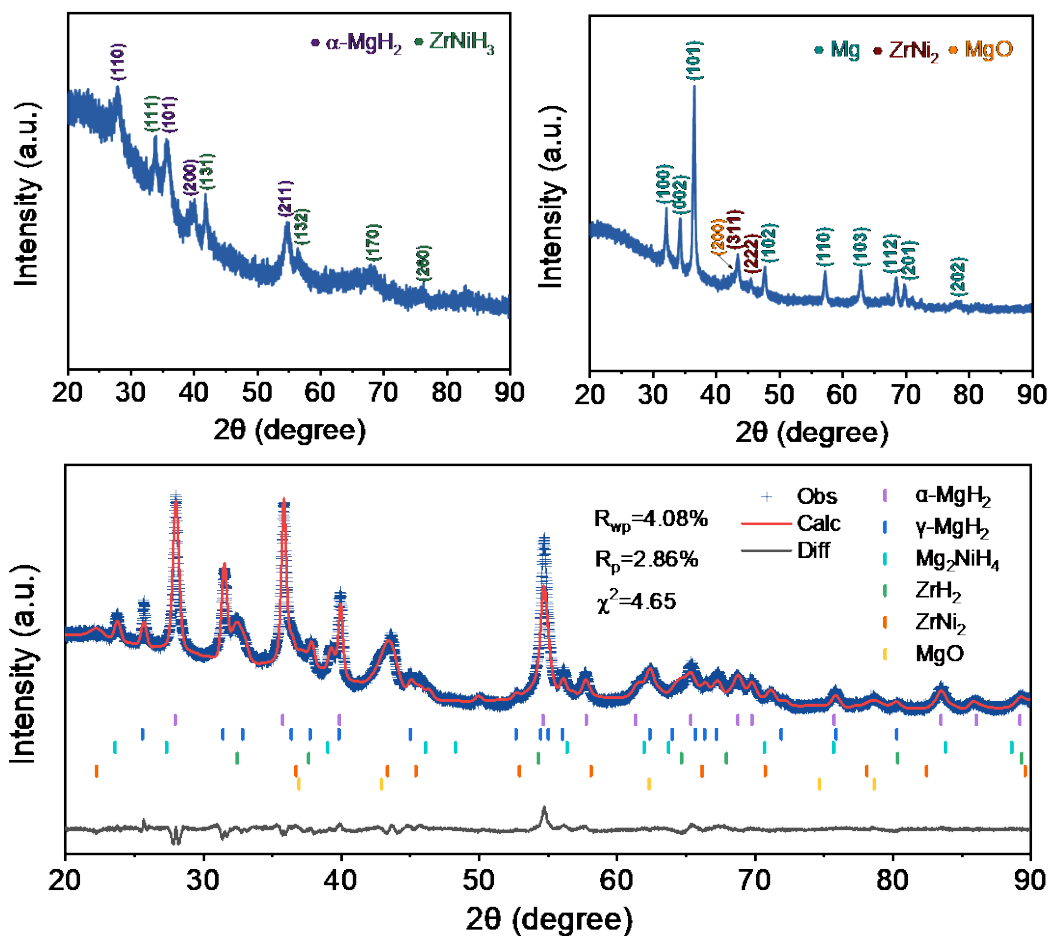 • α-MgH₂ • ZrNiH₃
(110)
(111)
(101)
(200)
(131)
(211)
(132)
(170)
(260)
Intensity (a.u.)
20 30 40 50 60 70 80 90
2θ (degree)
• Mg • ZrNi₂ • MgO
(101)
(100)
(002)
(200)
(311)
(222)
(102)
(110)
(103)
(112)
(201)
(202)
Intensity (a.u.)
20 30 40 50 60 70 80 90
2θ (degree)
Rwp=4.08%
Rp=2.86%
χ²=4.65
Obs
Calc
Diff
α-MgH₂
γ-MgH₂
Mg₂NiH₄
ZrH₂
ZrNi₂
MgO
Intensity (a.u.)
20 30 40 50 60 70 80 90
2θ (degree)